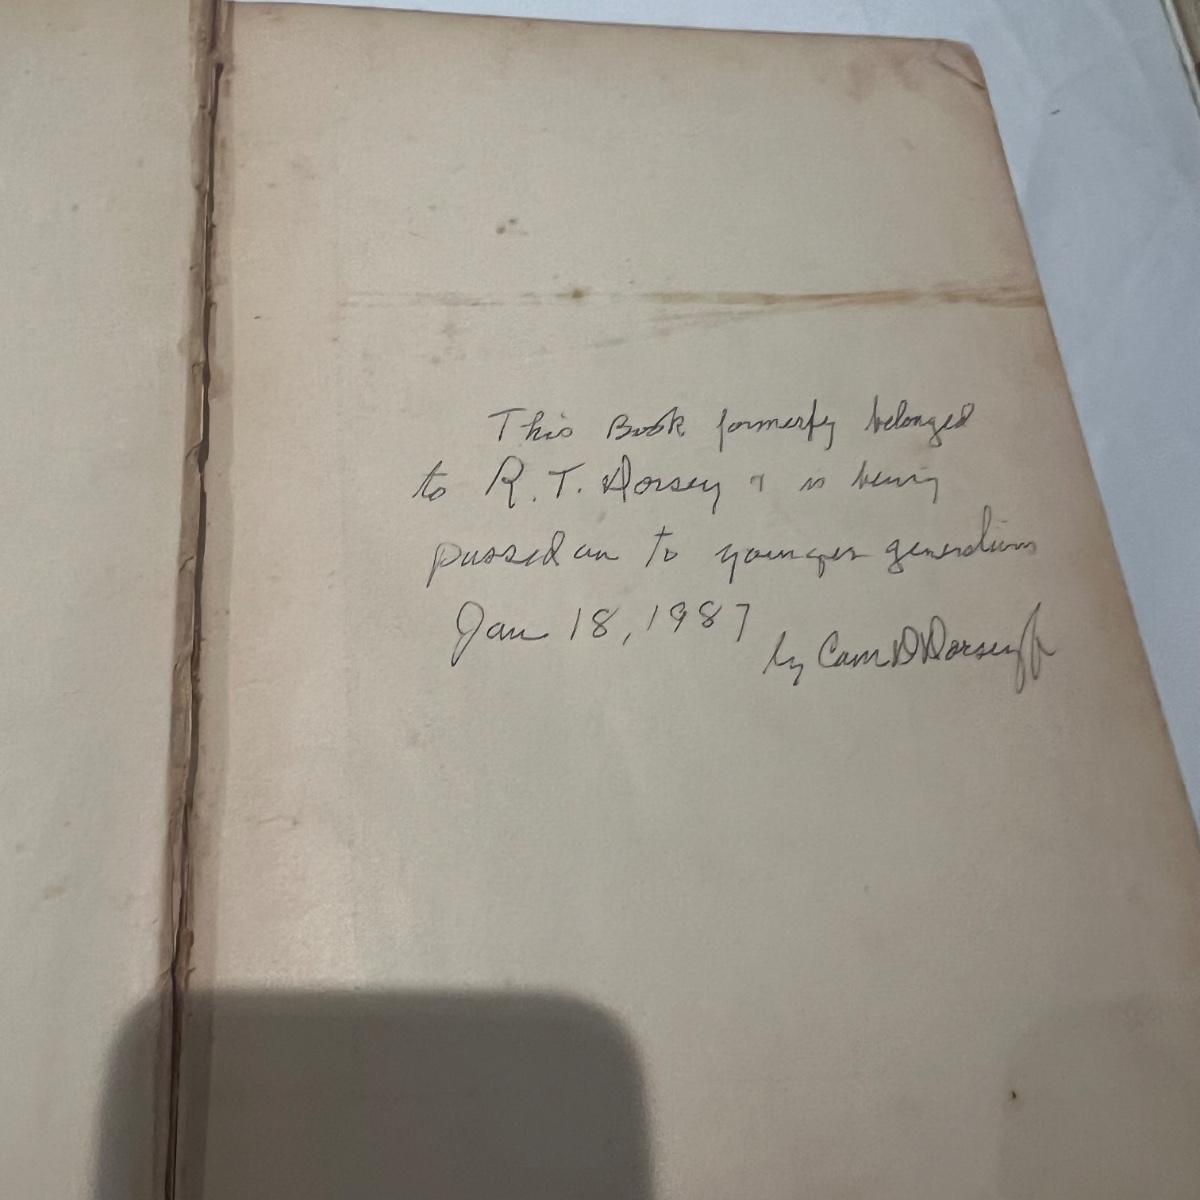 This Book formerly belonged
to R. T. Dorsey & is being
passed on to younger generations
Jan 18, 1987
by Cam D Dorsey Jr